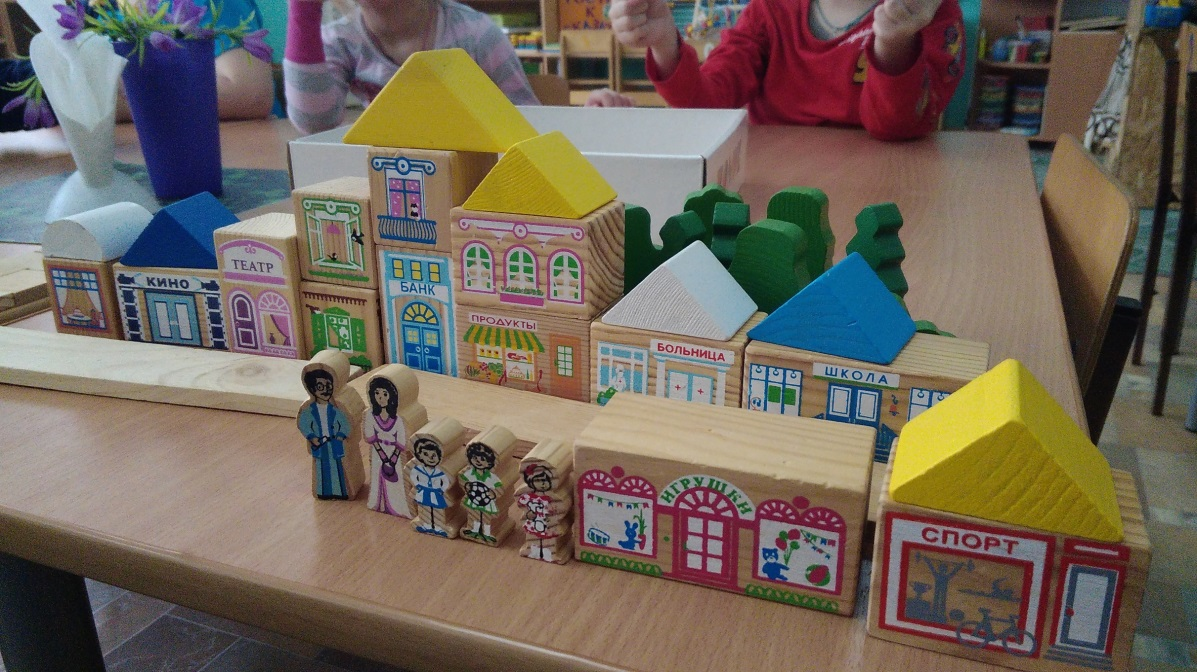 КИНО
ТЕАТР
БАНК
ПРОДУКТЫ
БОЛЬНИЦА
ШКОЛА
ИГРУШКИ
СПОРТ